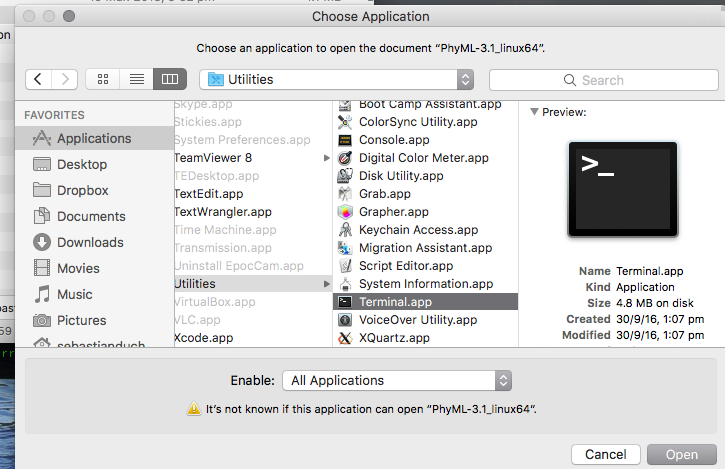 Choose Application
Choose an application to open the document “PhyML-3.1_linux64”.
Utilities
Search
FAVORITES
Applications
Desktop
Dropbox
Documents
Downloads
Movies
Music
Pictures
sebastianduch
Skype.app
Stickies.app
System Preferences.app
TeamViewer 8
TEDesktop.app
TextEdit.app
TextWrangler.app
Time Machine.app
Transmission.app
Uninstall EpocCam.app
Utilities
VirtualBox.app
VLC.app
Xcode.app
Boot Camp Assistant.app
ColorSync Utility.app
Console.app
Digital Color Meter.app
Disk Utility.app
Grab.app
Grapher.app
Keychain Access.app
Migration Assistant.app
Script Editor.app
System Information.app
Terminal.app
VoiceOver Utility.app
XQuartz.app
Preview:
>_
Name Terminal.app
Kind Application
Size 4.8 MB on disk
Created 30/9/16, 1:07 pm
Modified 30/9/16, 1:07 pm
Enable: All Applications
It’s not known if this application can open “PhyML-3.1_linux64”.
Cancel
Open